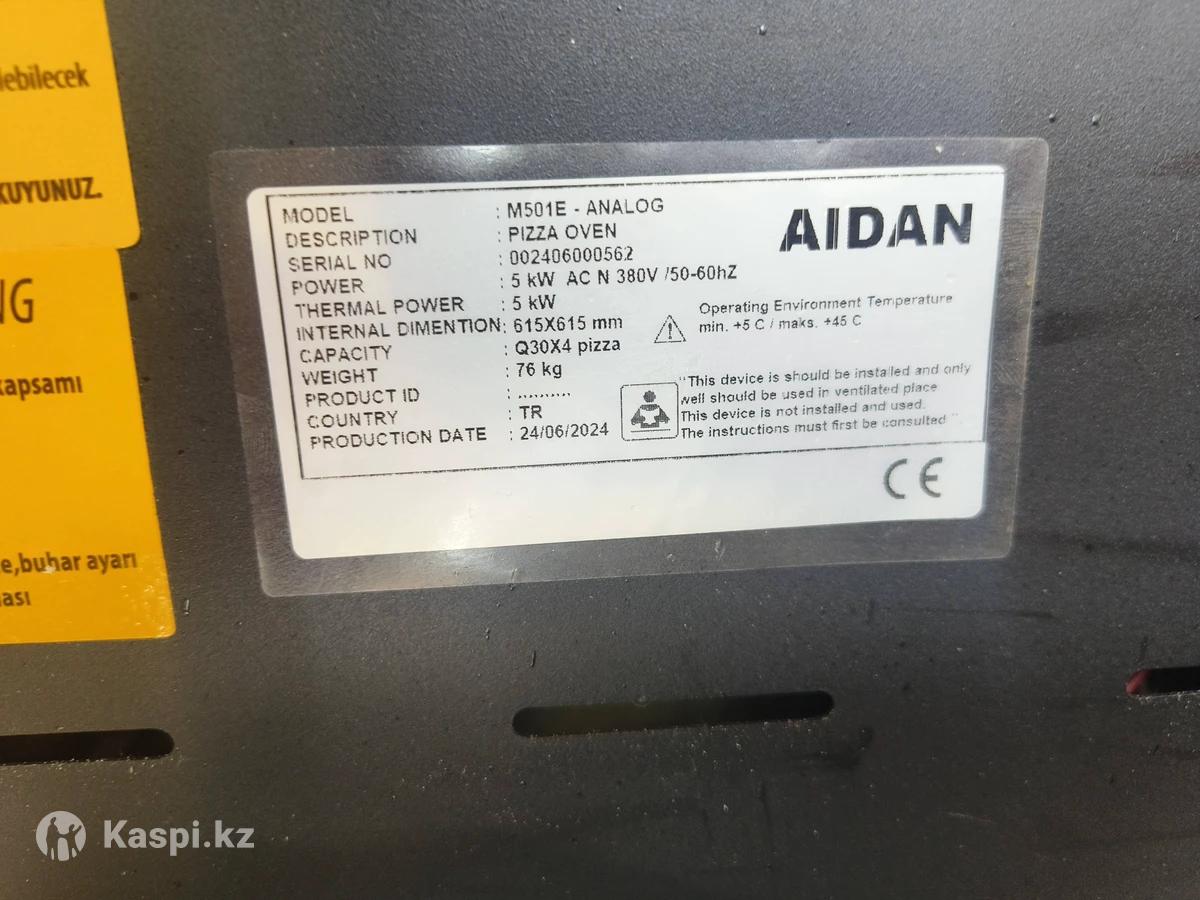 lebilecek
KUYUNUZ.
NG
kapsamı
e,buhar ayarı
ası
MODEL : M501E - ANALOG
DESCRIPTION : PIZZA OVEN
SERIAL NO : 002406000562
POWER : 5 kW AC N 380V /50-60hZ
THERMAL POWER : 5 kW
INTERNAL DIMENTION: 615X615 mm
CAPACITY : Q30X4 pizza
WEIGHT : 76 kg
PRODUCT ID : ..........
COUNTRY : TR
PRODUCTION DATE : 24/06/2024
AIDAN
Operating Environment Temperature
min. +5 C / maks. +45 C
"This device is should be installed and only
well should be used in ventilated place
This device is not installed and used.
The instructions must first be consulted "
CE
Kaspi.kz